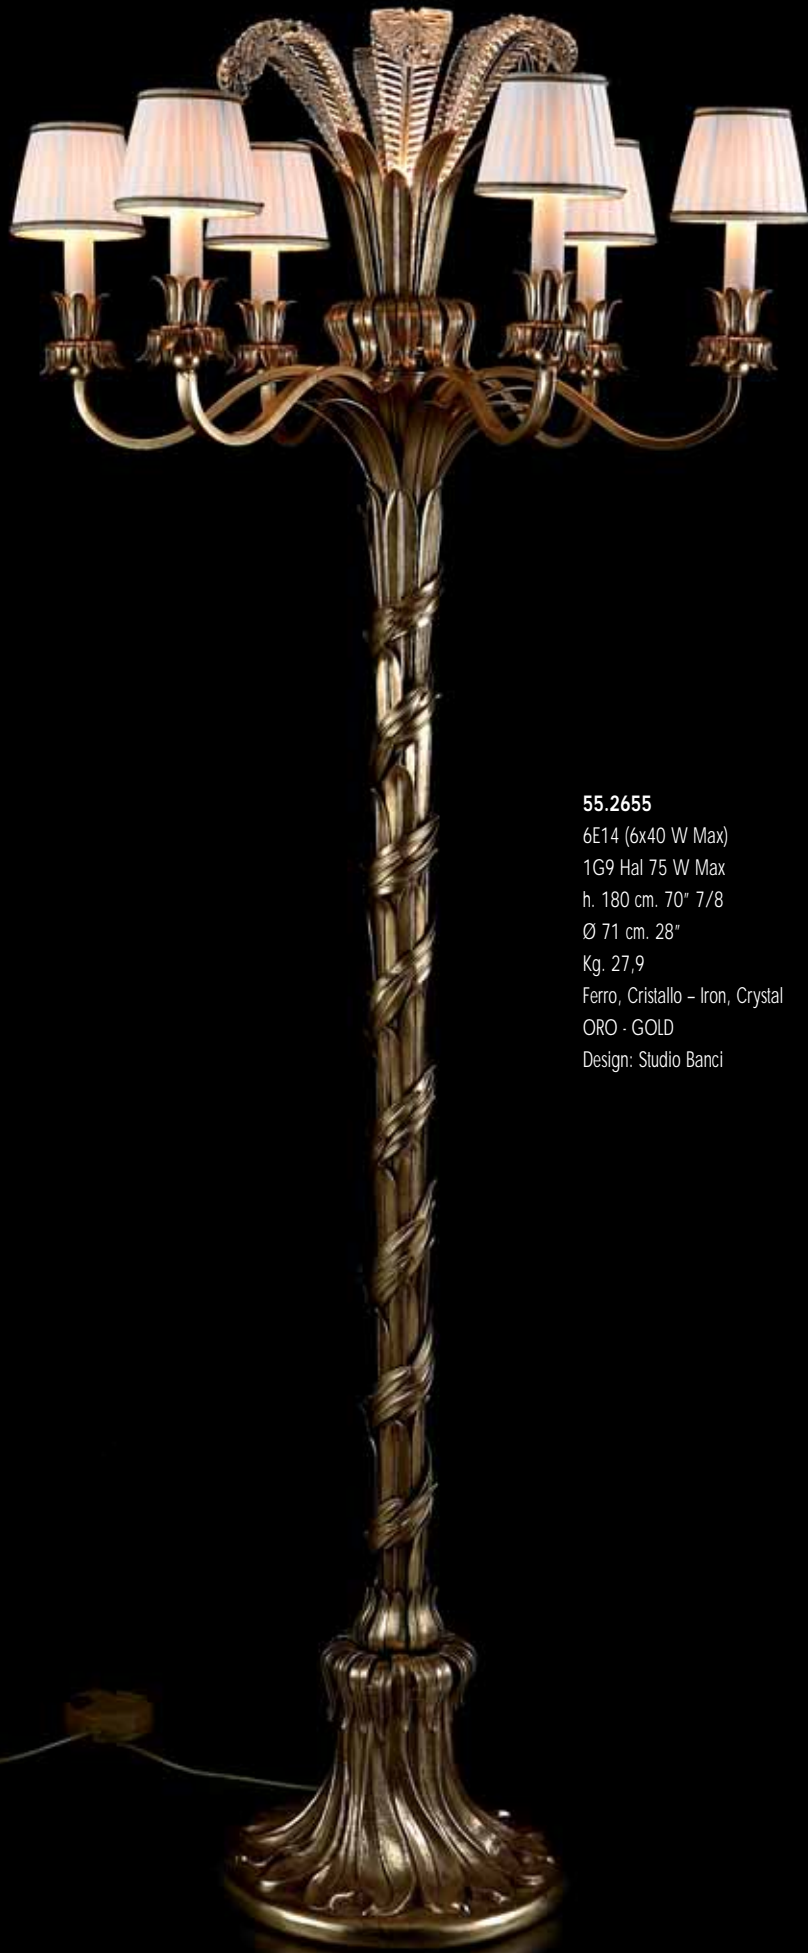 55.2655
6E14 (6x40 W Max)
1G9 Hal 75 W Max
h. 180 cm. 70" 7/8
Ø 71 cm. 28"
Kg. 27,9
Ferro, Cristallo – Iron, Crystal
ORO - GOLD
Design: Studio Banci